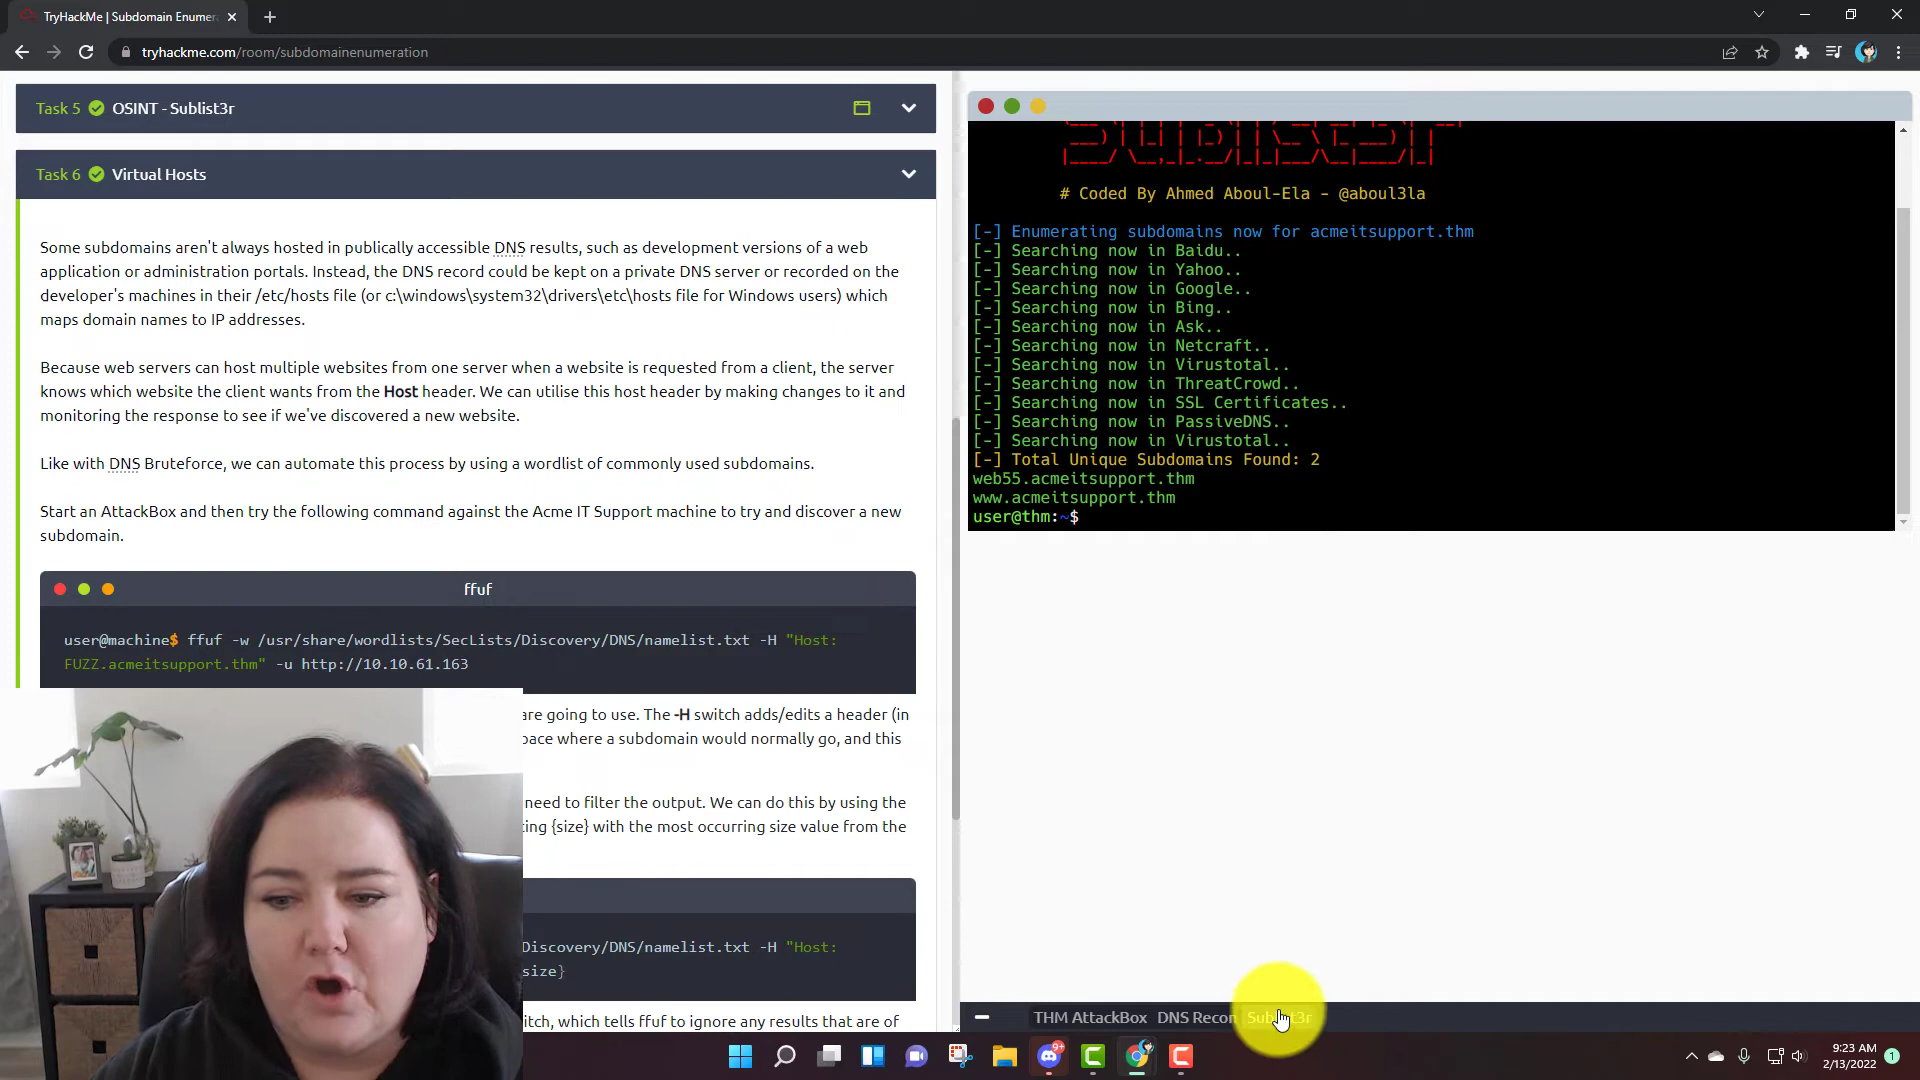 TryHackMe | Subdomain Enumer
tryhackme.com/room/subdomainenumeration
Task 5 OSINT - Sublist3r
Task 6 Virtual Hosts
Some subdomains aren't always hosted in publically accessible DNS results, such as development versions of a web
application or administration portals. Instead, the DNS record could be kept on a private DNS server or recorded on the
developer's machines in their /etc/hosts file (or c:\windows\system32\drivers\etc\hosts file for Windows users) which
maps domain names to IP addresses.
Because web servers can host multiple websites from one server when a website is requested from a client, the server
knows which website the client wants from the Host header. We can utilise this host header by making changes to it and
monitoring the response to see if we've discovered a new website.
Like with DNS Bruteforce, we can automate this process by using a wordlist of commonly used subdomains.
Start an AttackBox and then try the following command against the Acme IT Support machine to try and discover a new
subdomain.
ffuf
user@machine$ ffuf -w /usr/share/wordlists/SecLists/Discovery/DNS/namelist.txt -H "Host:
FUZZ.acmeitsupport.thm" -u http://10.10.61.163
are going to use. The -H switch adds/edits a header (in
pace where a subdomain would normally go, and this
need to filter the output. We can do this by using the
ting {size} with the most occurring size value from the
Discovery/DNS/namelist.txt -H "Host:
size}
itch, which tells ffuf to ignore any results that are of
# Coded By Ahmed Aboul-Ela - @aboul3la
[-] Enumerating subdomains now for acmeitsupport.thm
[-] Searching now in Baidu..
[-] Searching now in Yahoo..
[-] Searching now in Google..
[-] Searching now in Bing..
[-] Searching now in Ask..
[-] Searching now in Netcraft..
[-] Searching now in Virustotal..
[-] Searching now in ThreatCrowd..
[-] Searching now in SSL Certificates..
[-] Searching now in PassiveDNS..
[-] Searching now in Virustotal..
[-] Total Unique Subdomains Found: 2
web55.acmeitsupport.thm
www.acmeitsupport.thm
user@thm:~$
THM AttackBox DNS Recon Sublist3r
9+
9:23 AM
2/13/2022
1